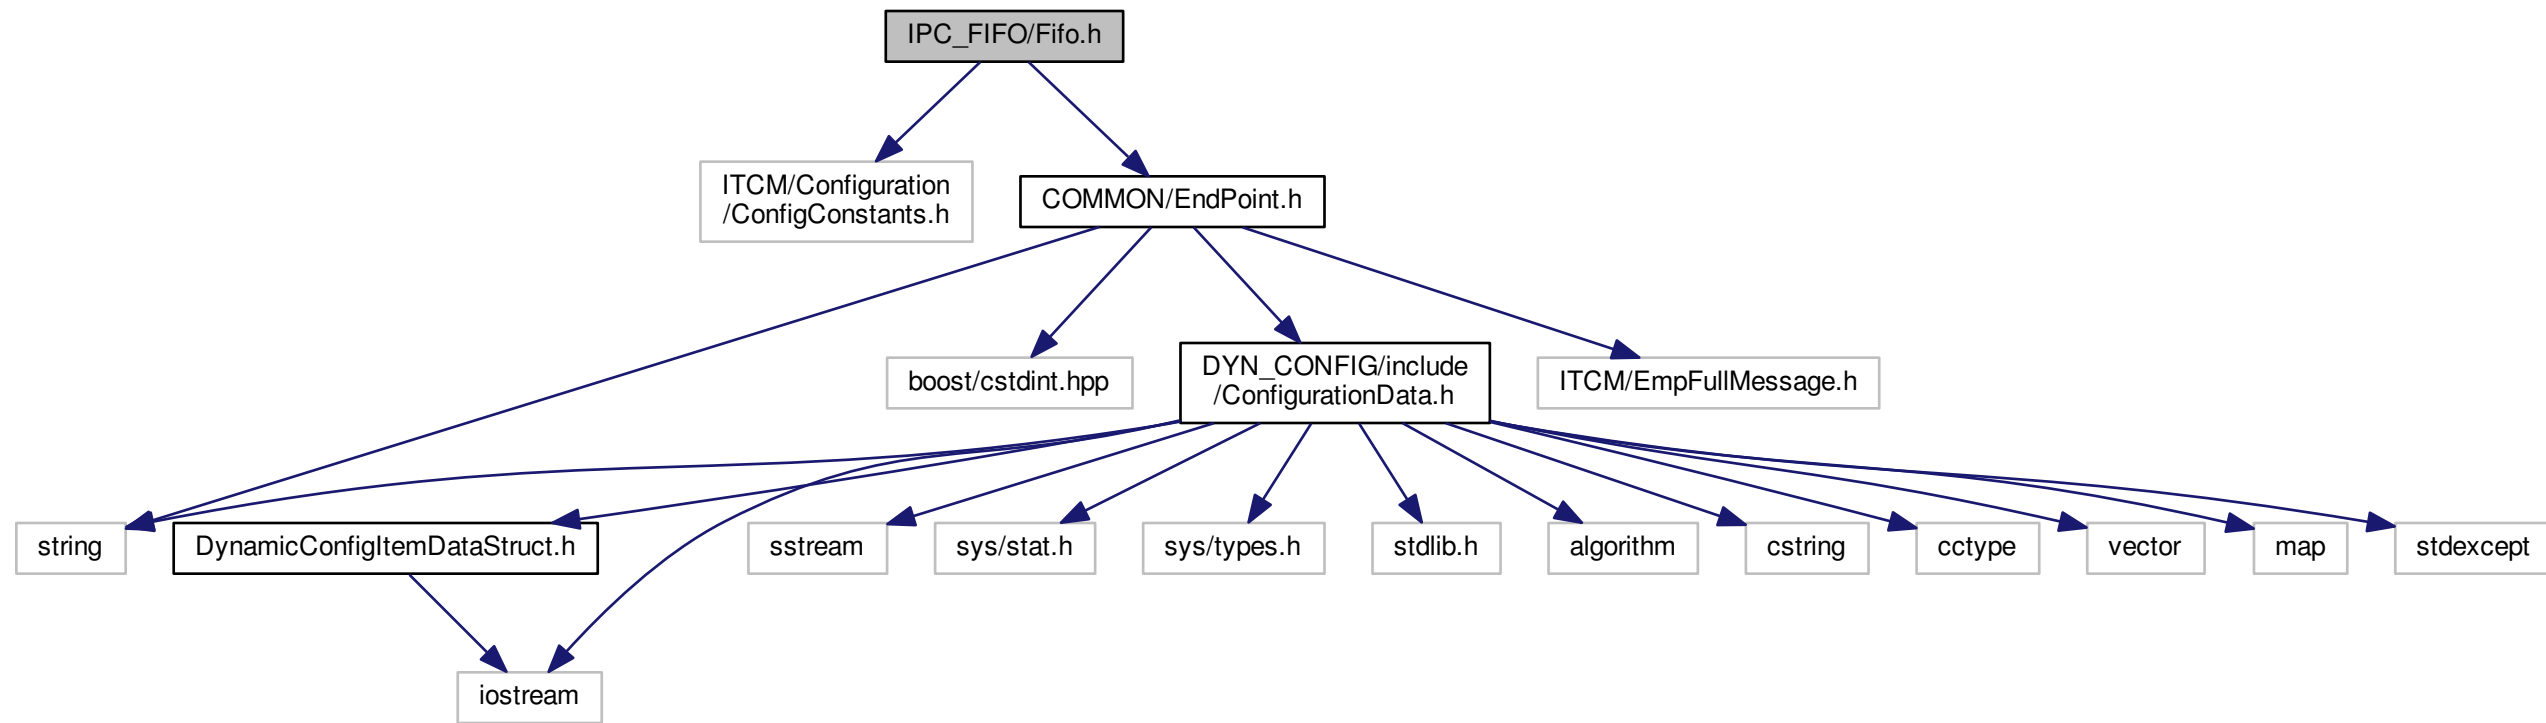 IPC_FIFO/Fifo.h
ITCM/Configuration
/ConfigConstants.h
COMMON/EndPoint.h
boost/cstdint.hpp
DYN_CONFIG/include
/ConfigurationData.h
ITCM/EmpFullMessage.h
string
DynamicConfigItemDataStruct.h
sstream
sys/stat.h
sys/types.h
stdlib.h
algorithm
cstring
cctype
vector
map
stdexcept
iostream